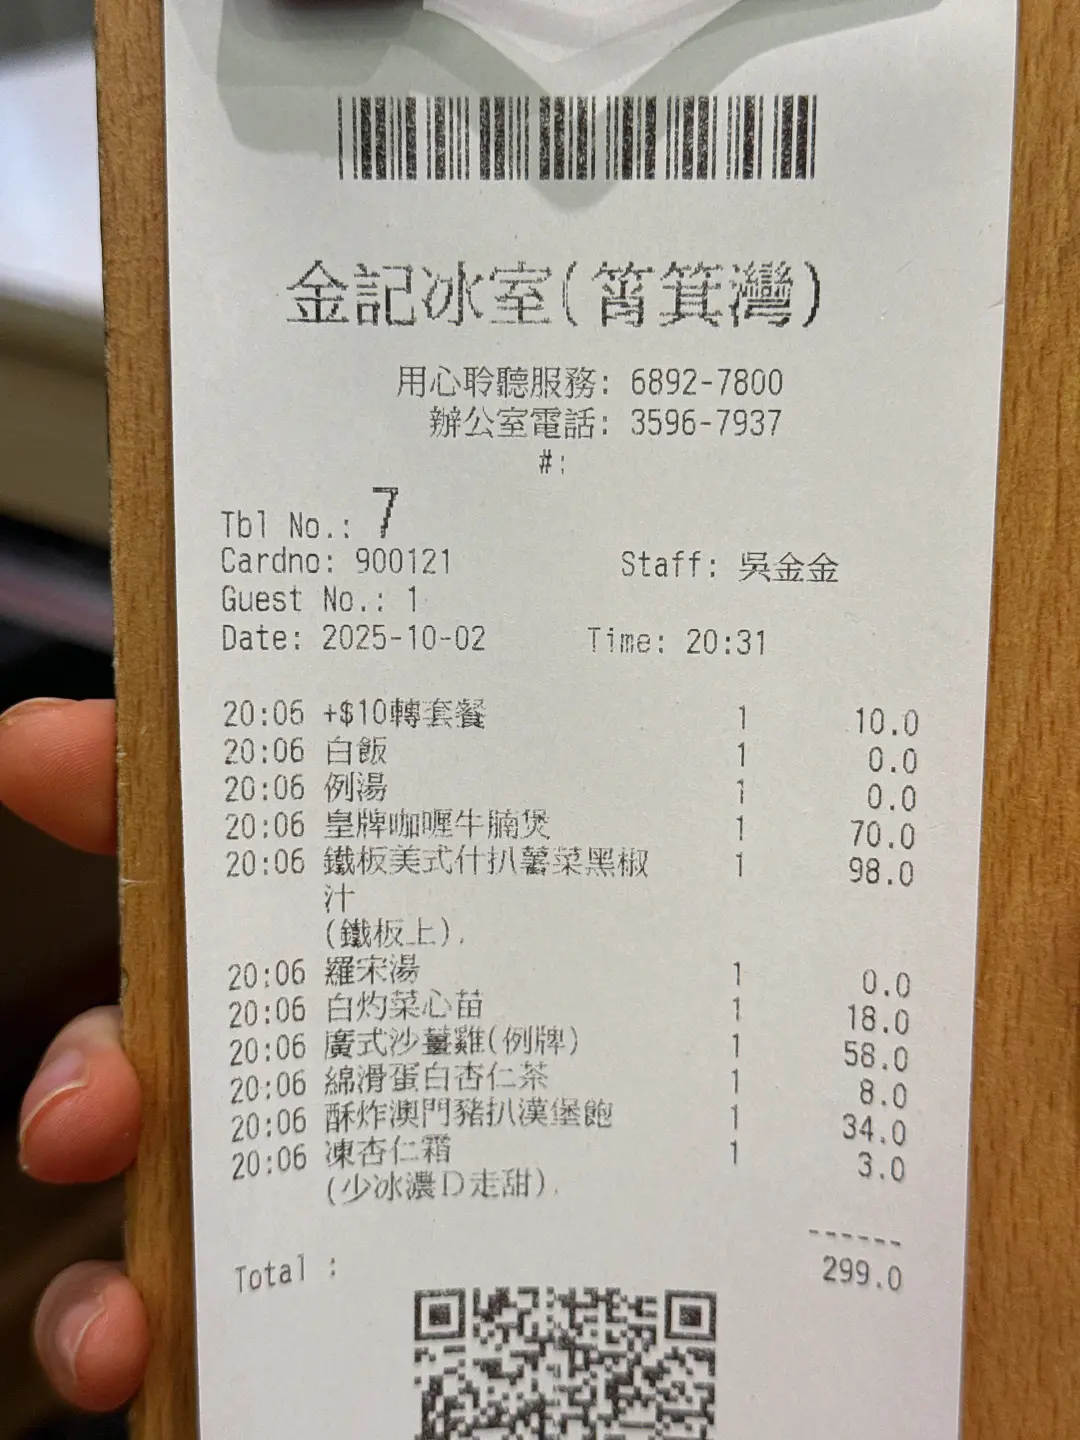 金記冰室(筲箕灣)
用心聆聽服務: 6892-7800
辦公室電話: 3596-7937
#:
Tbl No.: 7
Cardno: 900121 Staff: 吳金金
Guest No.: 1
Date: 2025-10-02 Time: 20:31
20:06 +$10轉套餐 1 10.0
20:06 白飯 1 0.0
20:06 例湯 1 0.0
20:06 皇牌咖喱牛腩煲 1 70.0
20:06 鐵板美式什扒薯菜黑椒 1 98.0
汁
(鐵板上).
20:06 羅宋湯 1 0.0
20:06 白灼菜心苗 1 18.0
20:06 廣式沙薑雞(例牌) 1 58.0
20:06 綿滑蛋白杏仁茶 1 8.0
20:06 酥炸澳門豬扒漢堡飽 1 34.0
20:06 凍杏仁霜 1 3.0
(少冰濃D走甜).
------
Total : 299.0